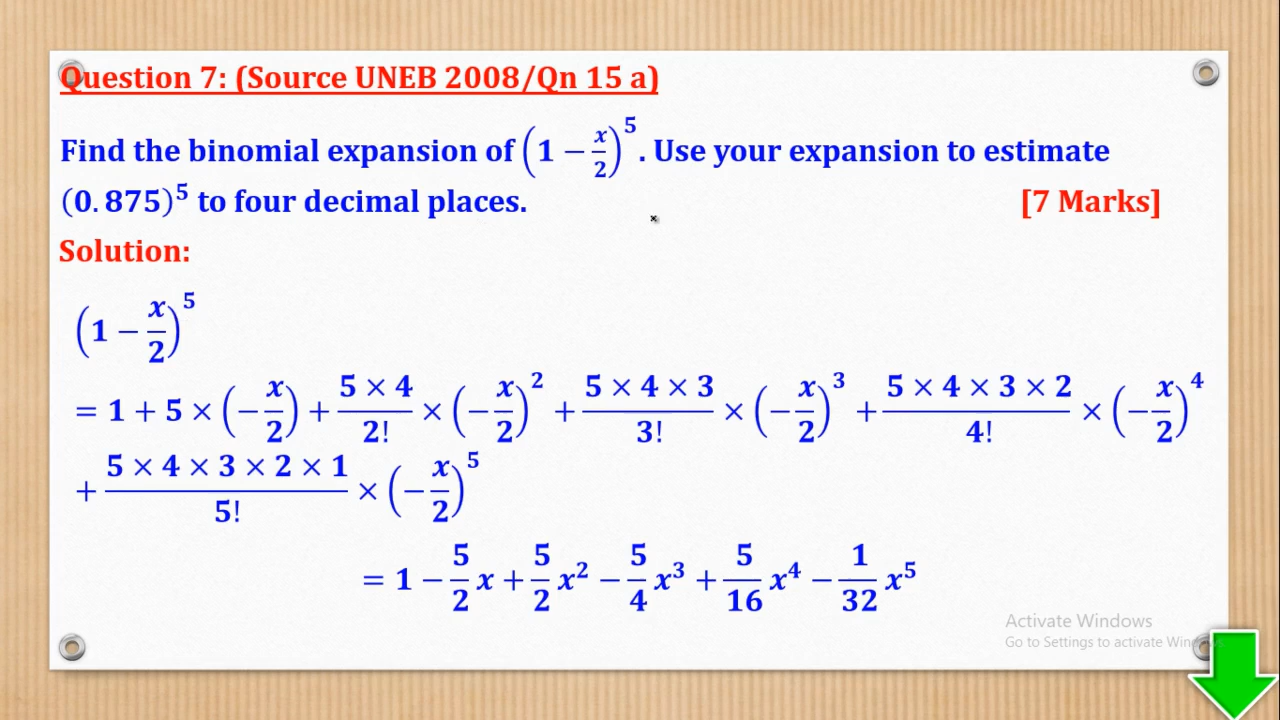 Question 7: (Source UNEB 2008/Qn 15 a)
Find the binomial expansion of (1 − x/2)^5. Use your expansion to estimate
(0.875)^5 to four decimal places. [7 Marks]
Solution:
(1 − x/2)^5
= 1 + 5 × (−x/2) + (5 × 4)/2! × (−x/2)^2 + (5 × 4 × 3)/3! × (−x/2)^3 + (5 × 4 × 3 × 2)/4! × (−x/2)^4
+ (5 × 4 × 3 × 2 × 1)/5! × (−x/2)^5
= 1 − 5/2 x + 5/2 x^2 − 5/4 x^3 + 5/16 x^4 − 1/32 x^5
Activate Windows
Go to Settings to activate Windows